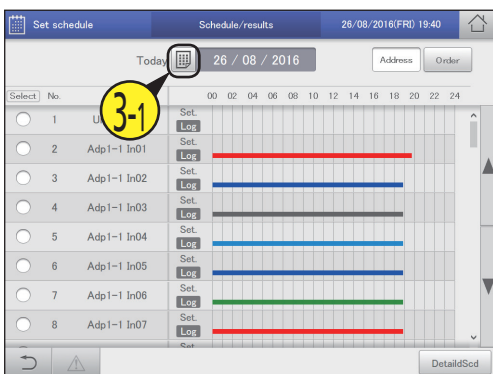 Set schedule Schedule/results 26/08/2016(FRI) 19:40
Today 26 / 08 / 2016 Address Order
3-1
Select No. 00 02 04 06 08 10 12 14 16 18 20 22 24
1 Set.
Log
2 Adp1-1 In01 Set.
Log
3 Adp1-1 In02 Set.
Log
4 Adp1-1 In03 Set.
Log
5 Adp1-1 In04 Set.
Log
6 Adp1-1 In05 Set.
Log
7 Adp1-1 In06 Set.
Log
8 Adp1-1 In07 Set.
Log
Set.
DetaildScd